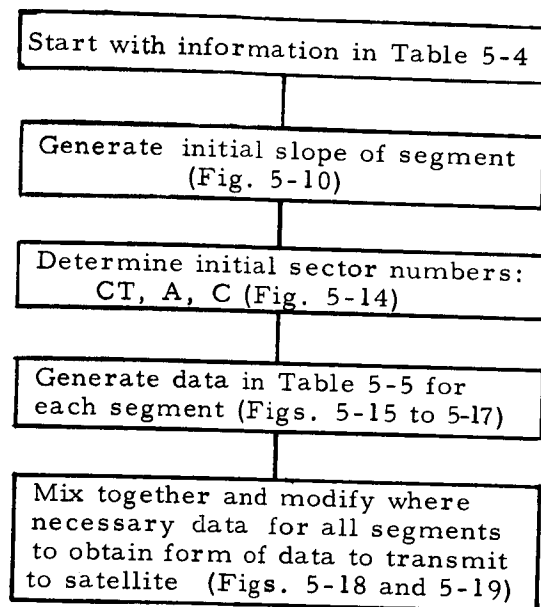 Start with information in Table 5-4
Generate initial slope of segment
(Fig. 5-10)
Determine initial sector numbers:
CT, A, C (Fig. 5-14)
Generate data in Table 5-5 for
each segment (Figs. 5-15 to 5-17)
Mix together and modify where
necessary data for all segments
to obtain form of data to transmit
to satellite (Figs. 5-18 and 5-19)